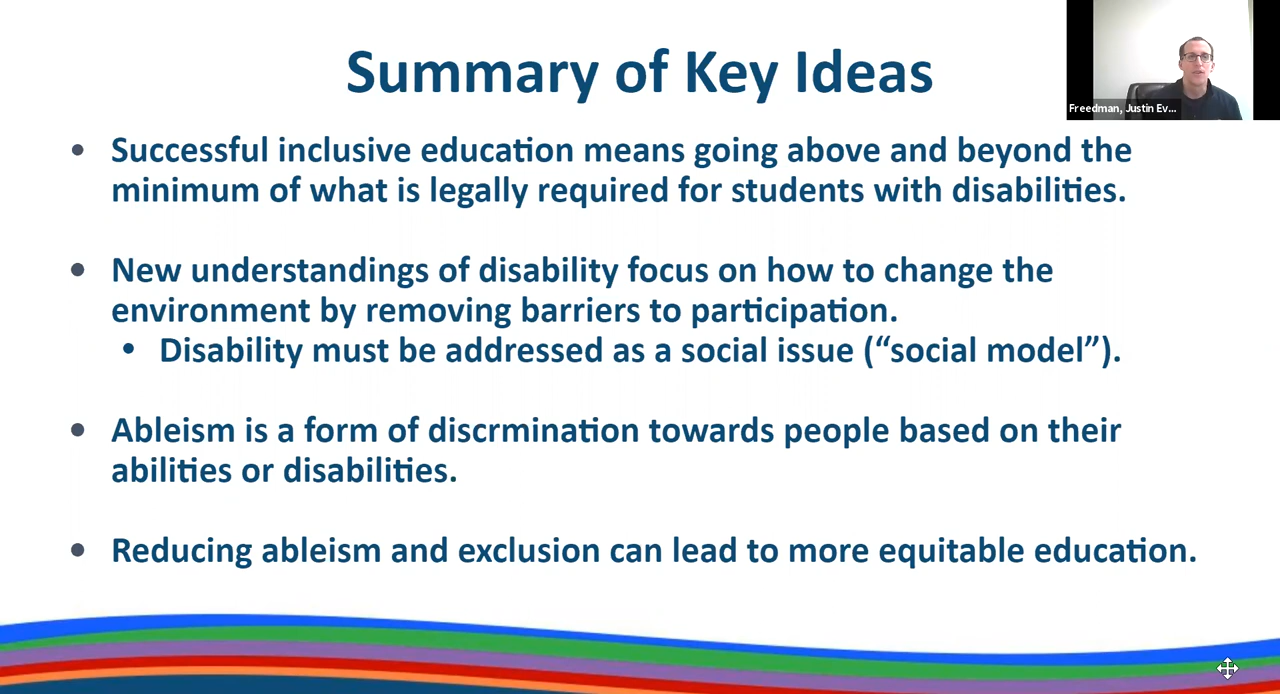 Summary of Key Ideas
Freedman, Justin Ev...
• Successful inclusive education means going above and beyond the
minimum of what is legally required for students with disabilities.
• New understandings of disability focus on how to change the
environment by removing barriers to participation.
• Disability must be addressed as a social issue (“social model”).
• Ableism is a form of discrmination towards people based on their
abilities or disabilities.
• Reducing ableism and exclusion can lead to more equitable education.